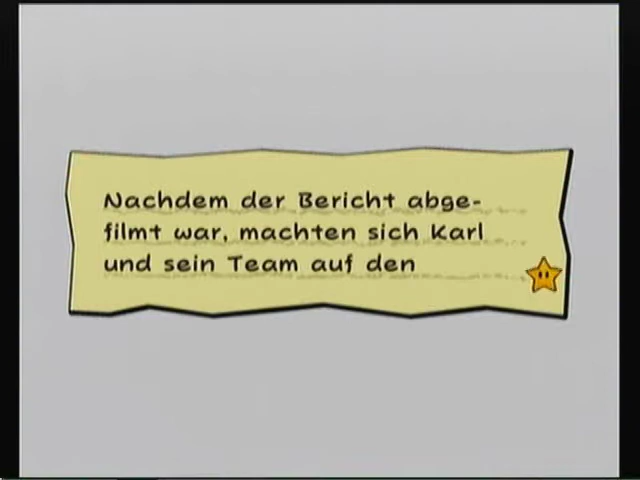 Nachdem der Bericht abge-
filmt war, machten sich Karl
und sein Team auf den